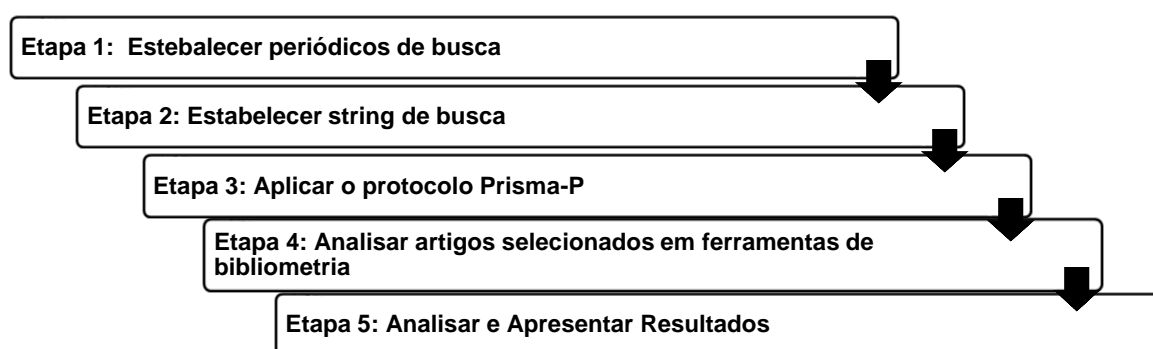 Etapa 1: Estebalecer periódicos de busca
Etapa 2: Estabelecer string de busca
Etapa 3: Aplicar o protocolo Prisma-P
Etapa 4: Analisar artigos selecionados em ferramentas de
bibliometria
Etapa 5: Analisar e Apresentar Resultados